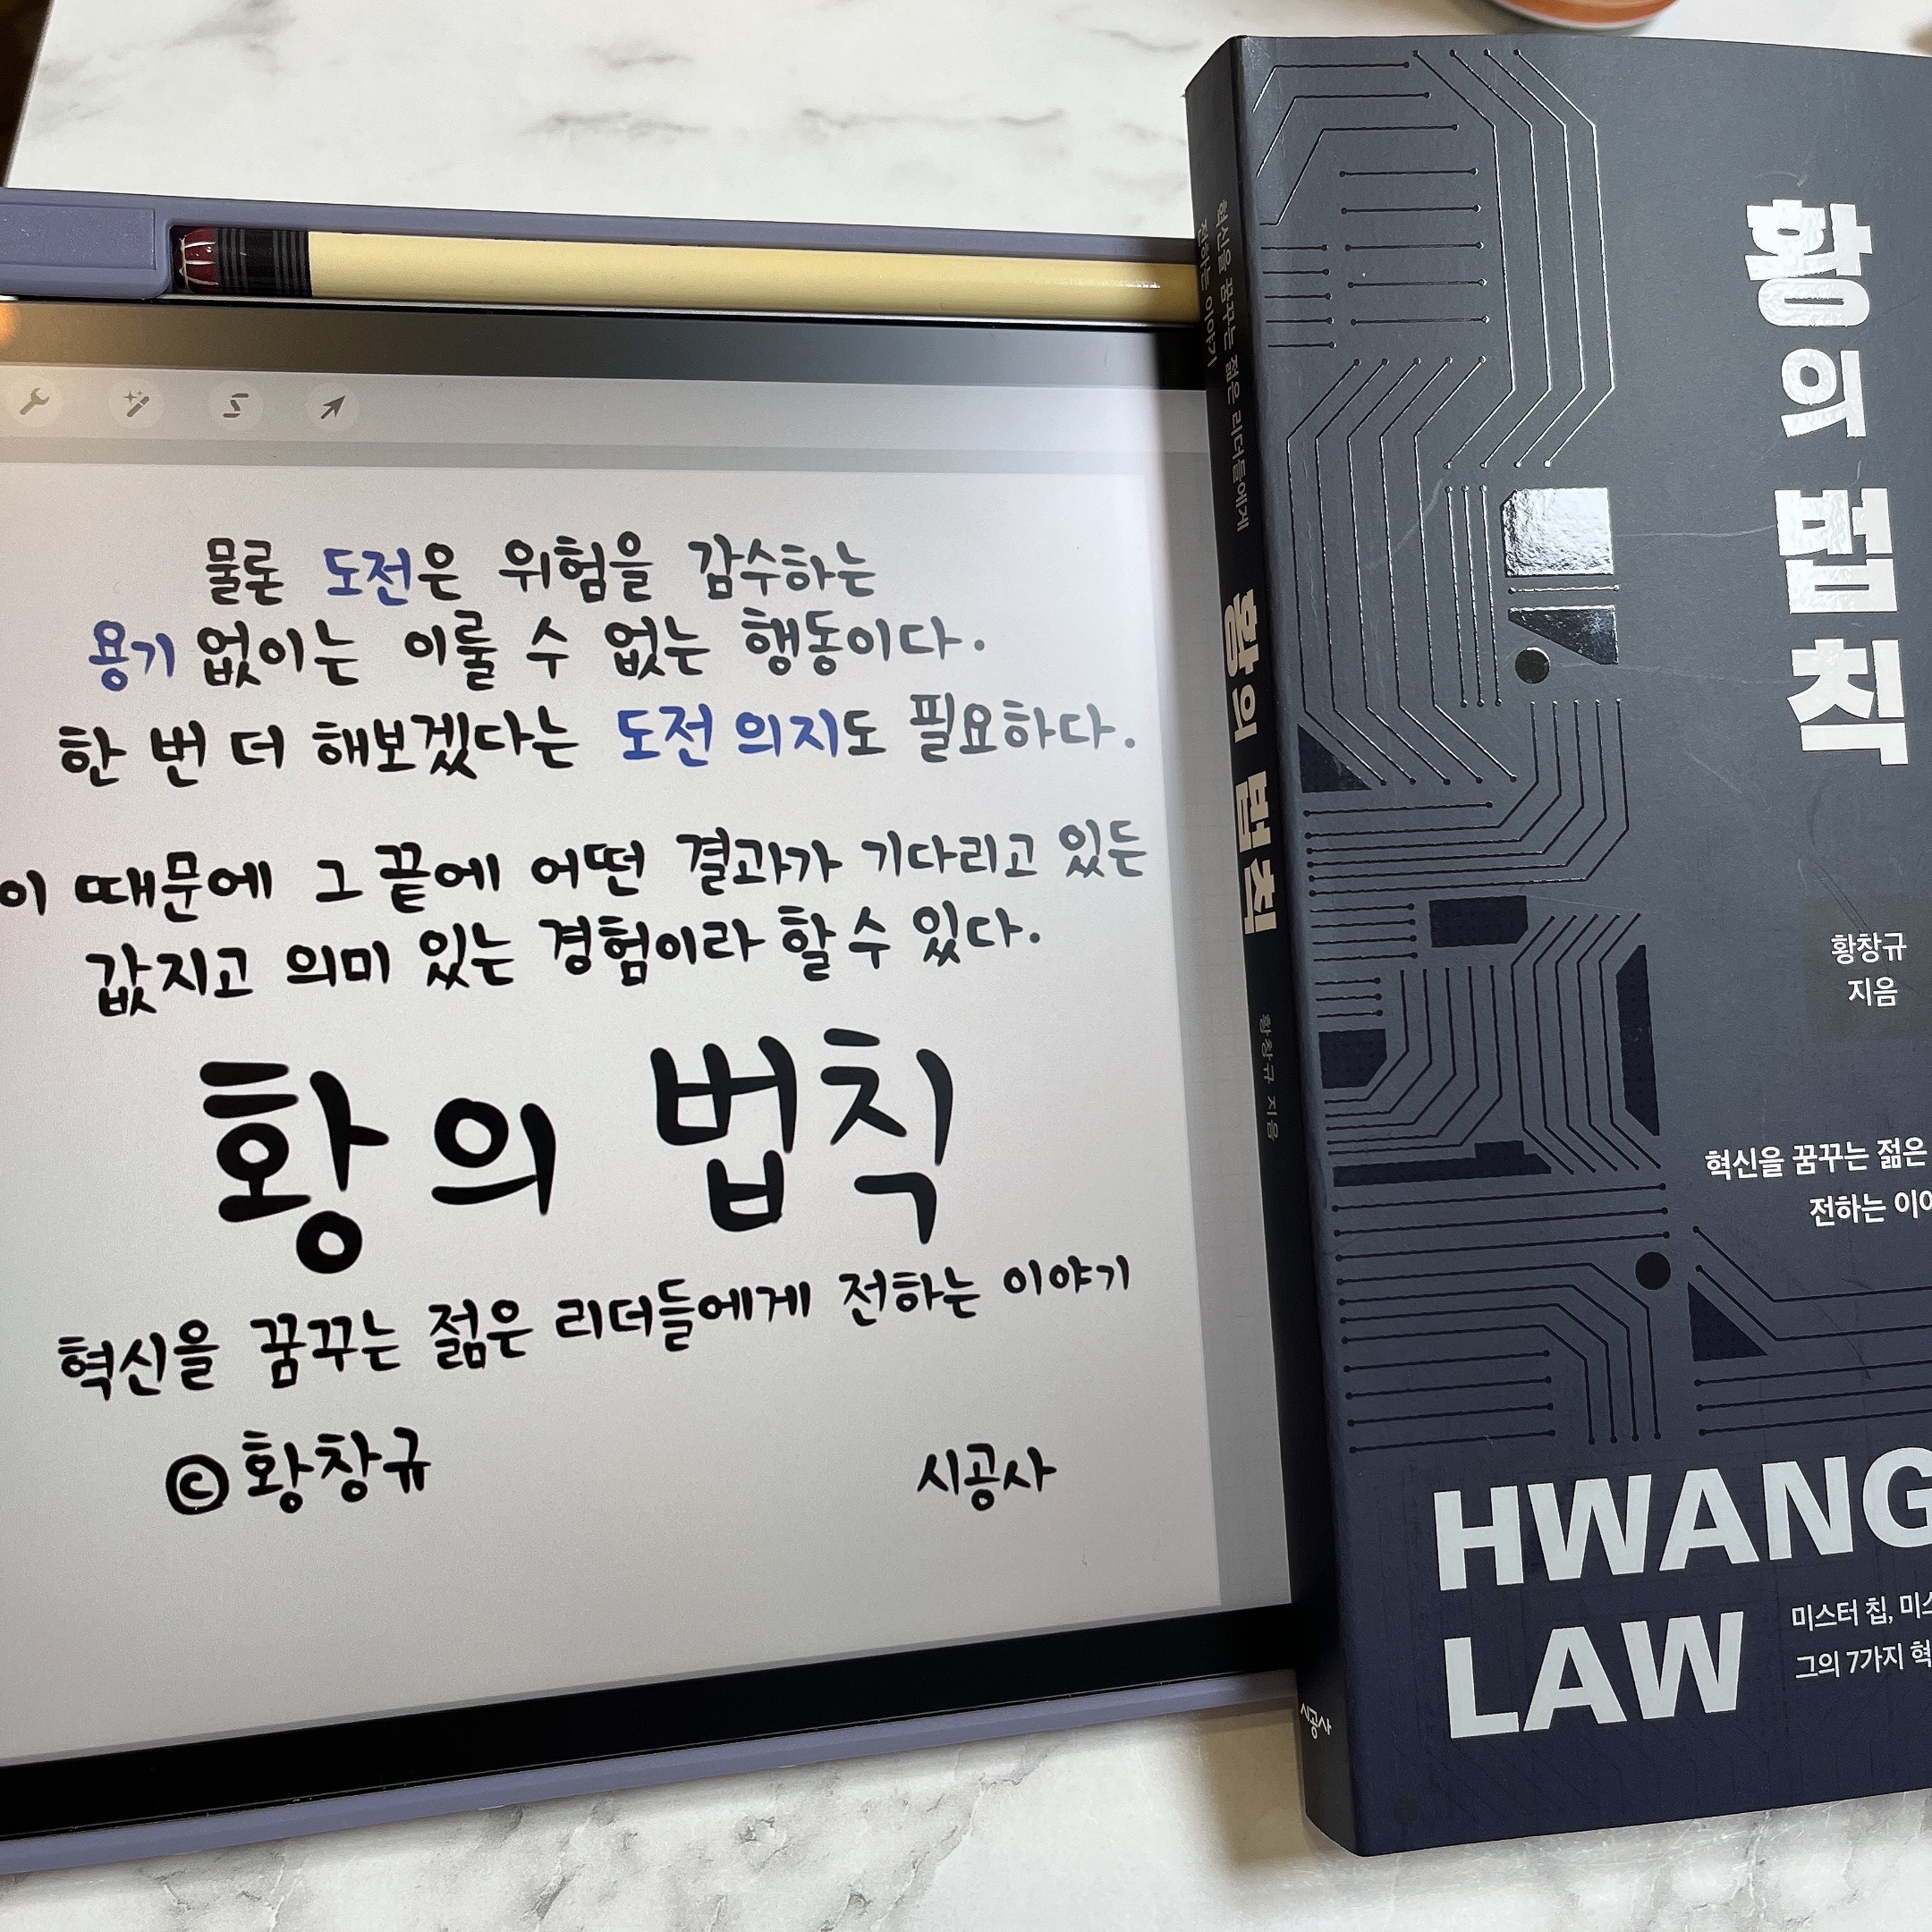 물론 도전은 위험을 감수하는
용기 없이는 이룰 수 없는 행동이다.
한 번 더 해보겠다는 도전 의지도 필요하다.
이 때문에 그 끝에 어떤 결과가 기다리고 있든
값지고 의미 있는 경험이라 할 수 있다.
황의 법칙
혁신을 꿈꾸는 젊은 리더들에게 전하는 이야기
©황창규
시공사
혁신을 꿈꾸는 젊은 리더들에게
전하는 이야기
황의 법칙
황창규 지음
시공사
황의 법칙
황창규
지음
혁신을 꿈꾸는 젊은
전하는 이야
HWANG
LAW
미스터 칩, 미스
그의 7가지 혁